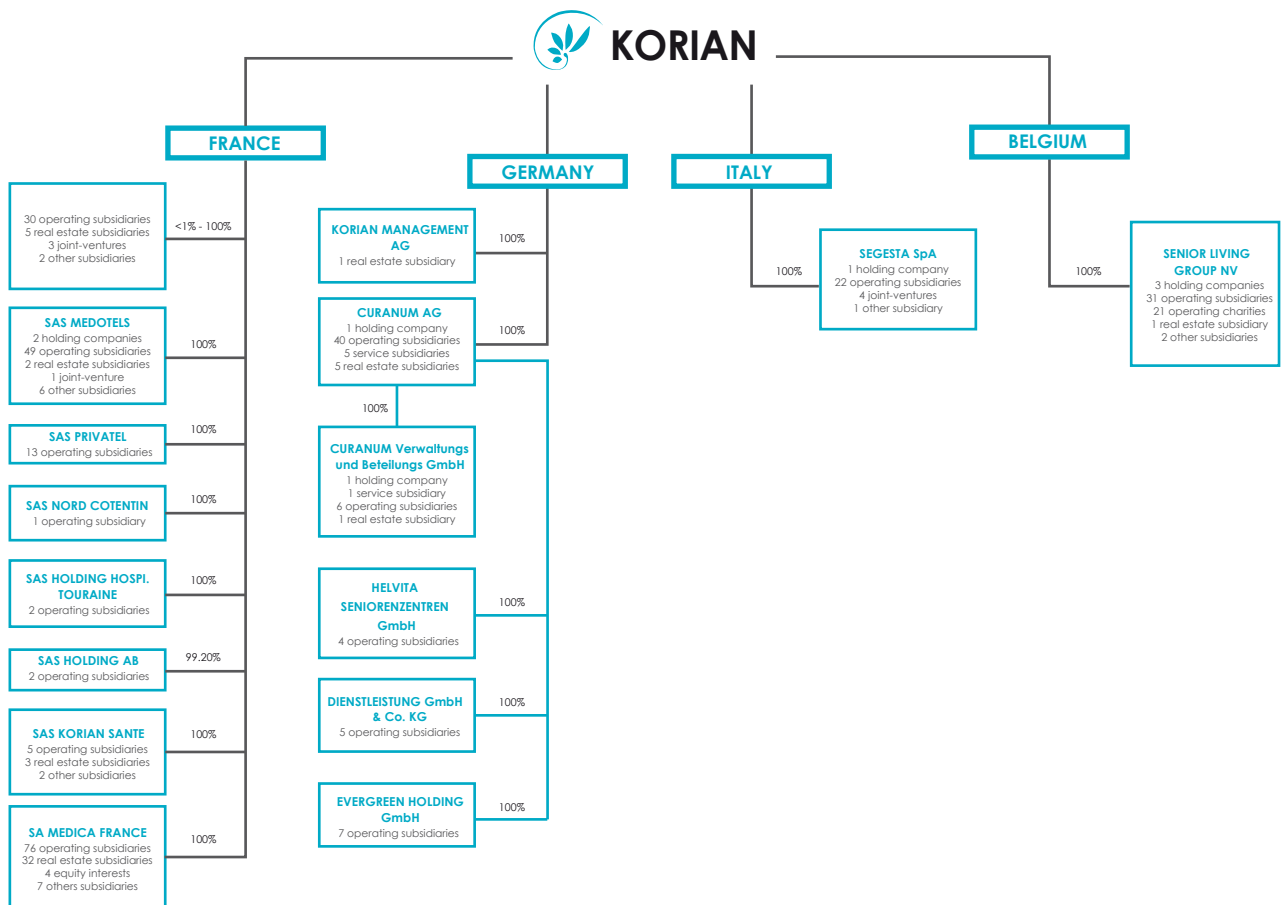 KORIAN
FRANCE
30 operating subsidiaries
5 real estate subsidiaries
3 joint-ventures
2 other subsidiaries
<1% - 100%
SAS MEDOTELS
2 holding companies
49 operating subsidiaries
2 real estate subsidiaries
1 joint-venture
6 other subsidiaries
100%
SAS PRIVATEL
13 operating subsidiaries
100%
SAS NORD COTENTIN
1 operating subsidiary
100%
SAS HOLDING HOSPI.
TOURAINE
2 operating subsidiaries
100%
SAS HOLDING AB
2 operating subsidiaries
99.20%
SAS KORIAN SANTE
5 operating subsidiaries
3 real estate subsidiaries
2 other subsidiaries
100%
SA MEDICA FRANCE
76 operating subsidiaries
32 real estate subsidiaries
4 equity interests
7 others subsidiaries
100%
GERMANY
KORIAN MANAGEMENT
AG
1 real estate subsidiary
100%
CURANUM AG
1 holding company
40 operating subsidiaries
5 service subsidiaries
5 real estate subsidiaries
100%
100%
CURANUM Verwaltungs
und Beteilungs GmbH
1 holding company
1 service subsidiary
6 operating subsidiaries
1 real estate subsidiary
HELVITA
SENIORENZENTREN
GmbH
4 operating subsidiaries
100%
DIENSTLEISTUNG GmbH
& Co. KG
5 operating subsidiaries
100%
EVERGREEN HOLDING
GmbH
7 operating subsidiaries
100%
ITALY
100%
SEGESTA SpA
1 holding company
22 operating subsidiaries
4 joint-ventures
1 other subsidiary
BELGIUM
100%
SENIOR LIVING
GROUP NV
3 holding companies
31 operating subsidiaries
21 operating charities
1 real estate subsidiary
2 other subsidiaries